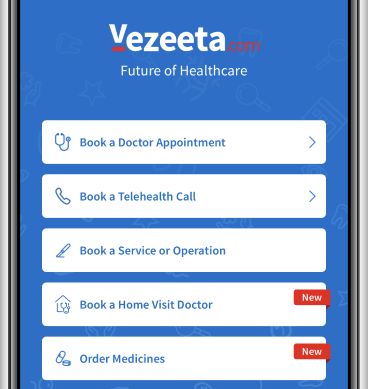 Vezeeta.com
Future of Healthcare
Book a Doctor Appointment
Book a Telehealth Call
Book a Service or Operation
Book a Home Visit Doctor
New
Order Medicines
New